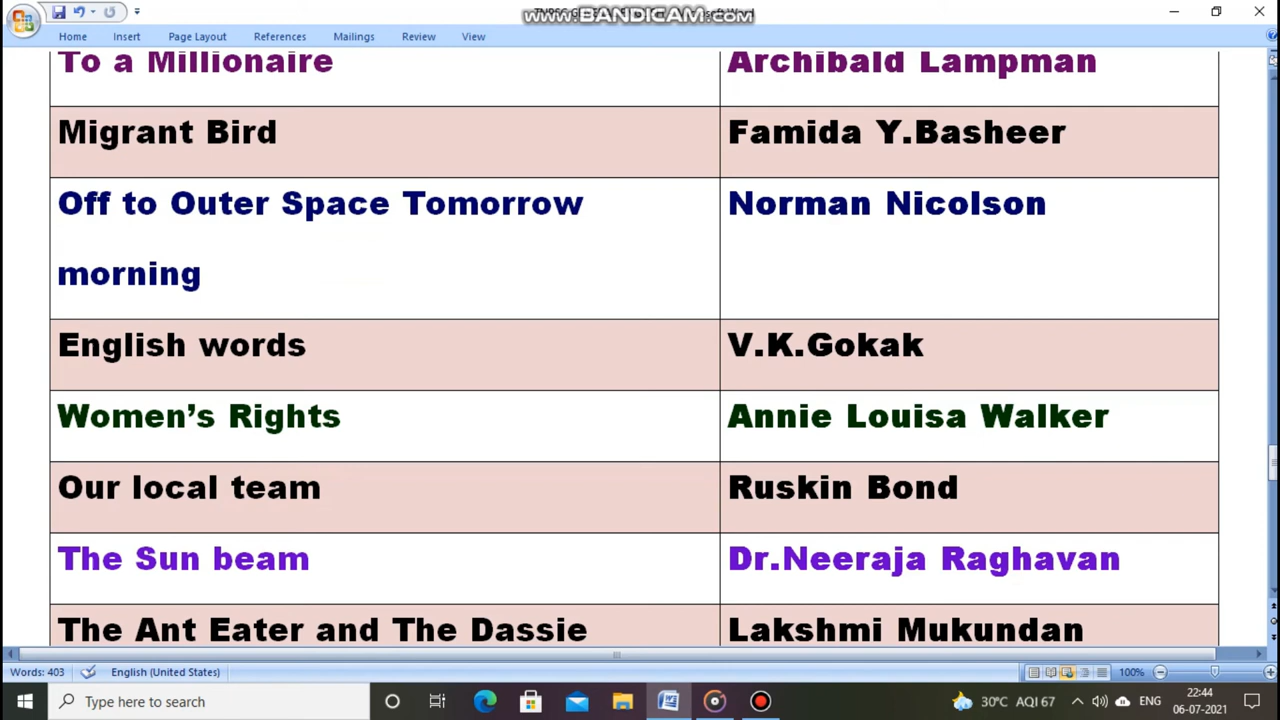 www.BANDICAM.com
Home Insert Page Layout References Mailings Review View
To a Millionaire Archibald Lampman
Migrant Bird Famida Y.Basheer
Off to Outer Space Tomorrow Norman Nicolson
morning
English words V.K.Gokak
Women's Rights Annie Louisa Walker
Our local team Ruskin Bond
The Sun beam Dr.Neeraja Raghavan
The Ant Eater and The Dassie Lakshmi Mukundan
Words: 403 English (United States) 100%
Type here to search 30°C AQI 67 ENG 22:44
06-07-2021